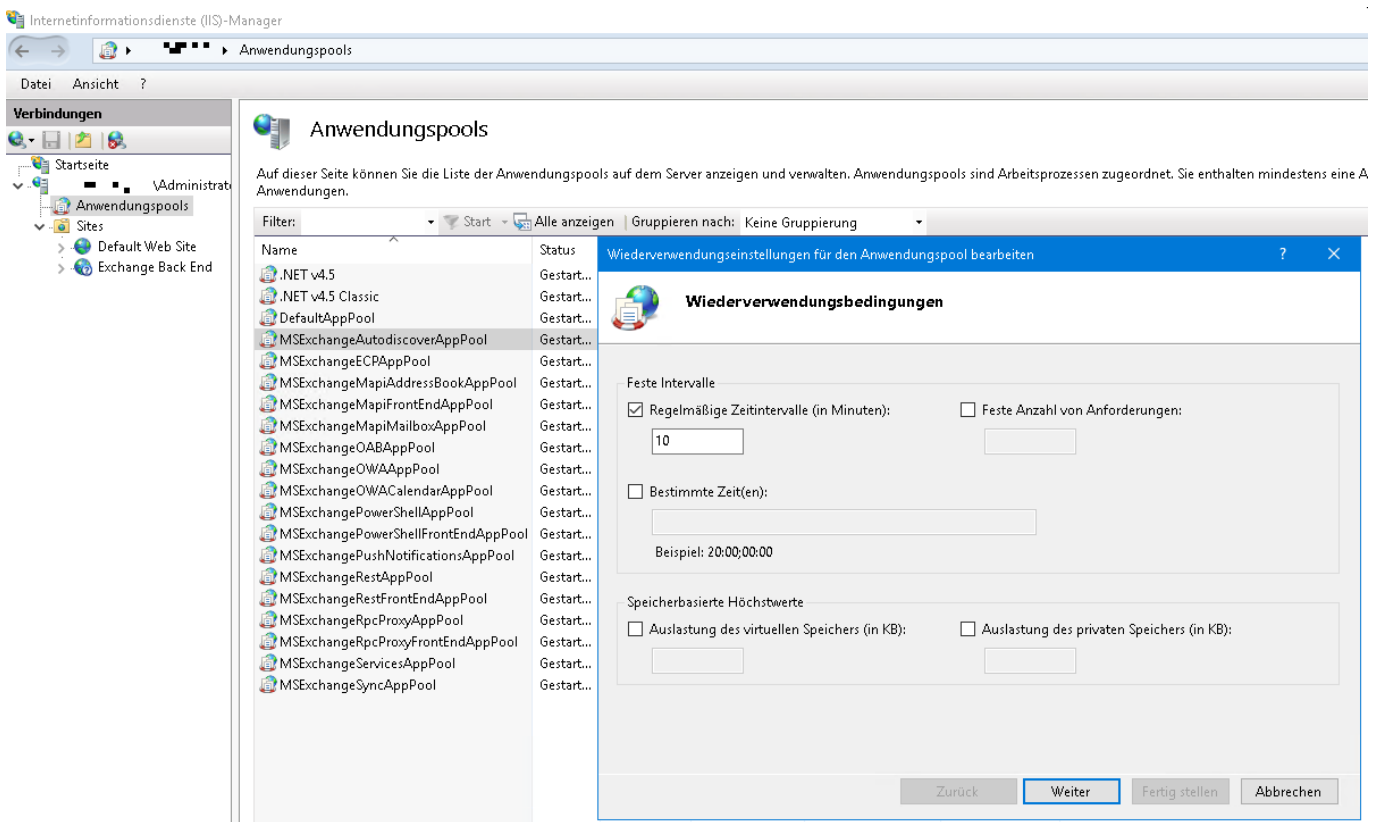 Internetinformationsdienste (IIS)-Manager
Anwendungspools
Datei Ansicht ?
Verbindungen
Startseite
\Administrat
Anwendungspools
Sites
Default Web Site
Exchange Back End
Anwendungspools
Auf dieser Seite können Sie die Liste der Anwendungspools auf dem Server anzeigen und verwalten. Anwendungspools sind Arbeitsprozessen zugeordnet. Sie enthalten mindestens eine A
Anwendungen.
Filter: Start Alle anzeigen Gruppieren nach: Keine Gruppierung
Name Status
.NET v4.5 Gestart...
.NET v4.5 Classic Gestart...
DefaultAppPool Gestart...
MSExchangeAutodiscoverAppPool Gestart...
MSExchangeECPAppPool Gestart...
MSExchangeMapiAddressBookAppPool Gestart...
MSExchangeMapiFrontEndAppPool Gestart...
MSExchangeMapiMailboxAppPool Gestart...
MSExchangeOABAppPool Gestart...
MSExchangeOWAAppPool Gestart...
MSExchangeOWACalendarAppPool Gestart...
MSExchangePowerShellAppPool Gestart...
MSExchangePowerShellFrontEndAppPool Gestart...
MSExchangePushNotificationsAppPool Gestart...
MSExchangeRestAppPool Gestart...
MSExchangeRestFrontEndAppPool Gestart...
MSExchangeRpcProxyAppPool Gestart...
MSExchangeRpcProxyFrontEndAppPool Gestart...
MSExchangeServicesAppPool Gestart...
MSExchangeSyncAppPool Gestart...
Wiederverwendungseinstellungen für den Anwendungspool bearbeiten ?
Wiederverwendungsbedingungen
Feste Intervalle
Regelmäßige Zeitintervalle (in Minuten): Feste Anzahl von Anforderungen:
10
Bestimmte Zeit(en):
Beispiel: 20:00;00:00
Speicherbasierte Höchstwerte
Auslastung des virtuellen Speichers (in KB): Auslastung des privaten Speichers (in KB):
Zurück Weiter Fertig stellen Abbrechen